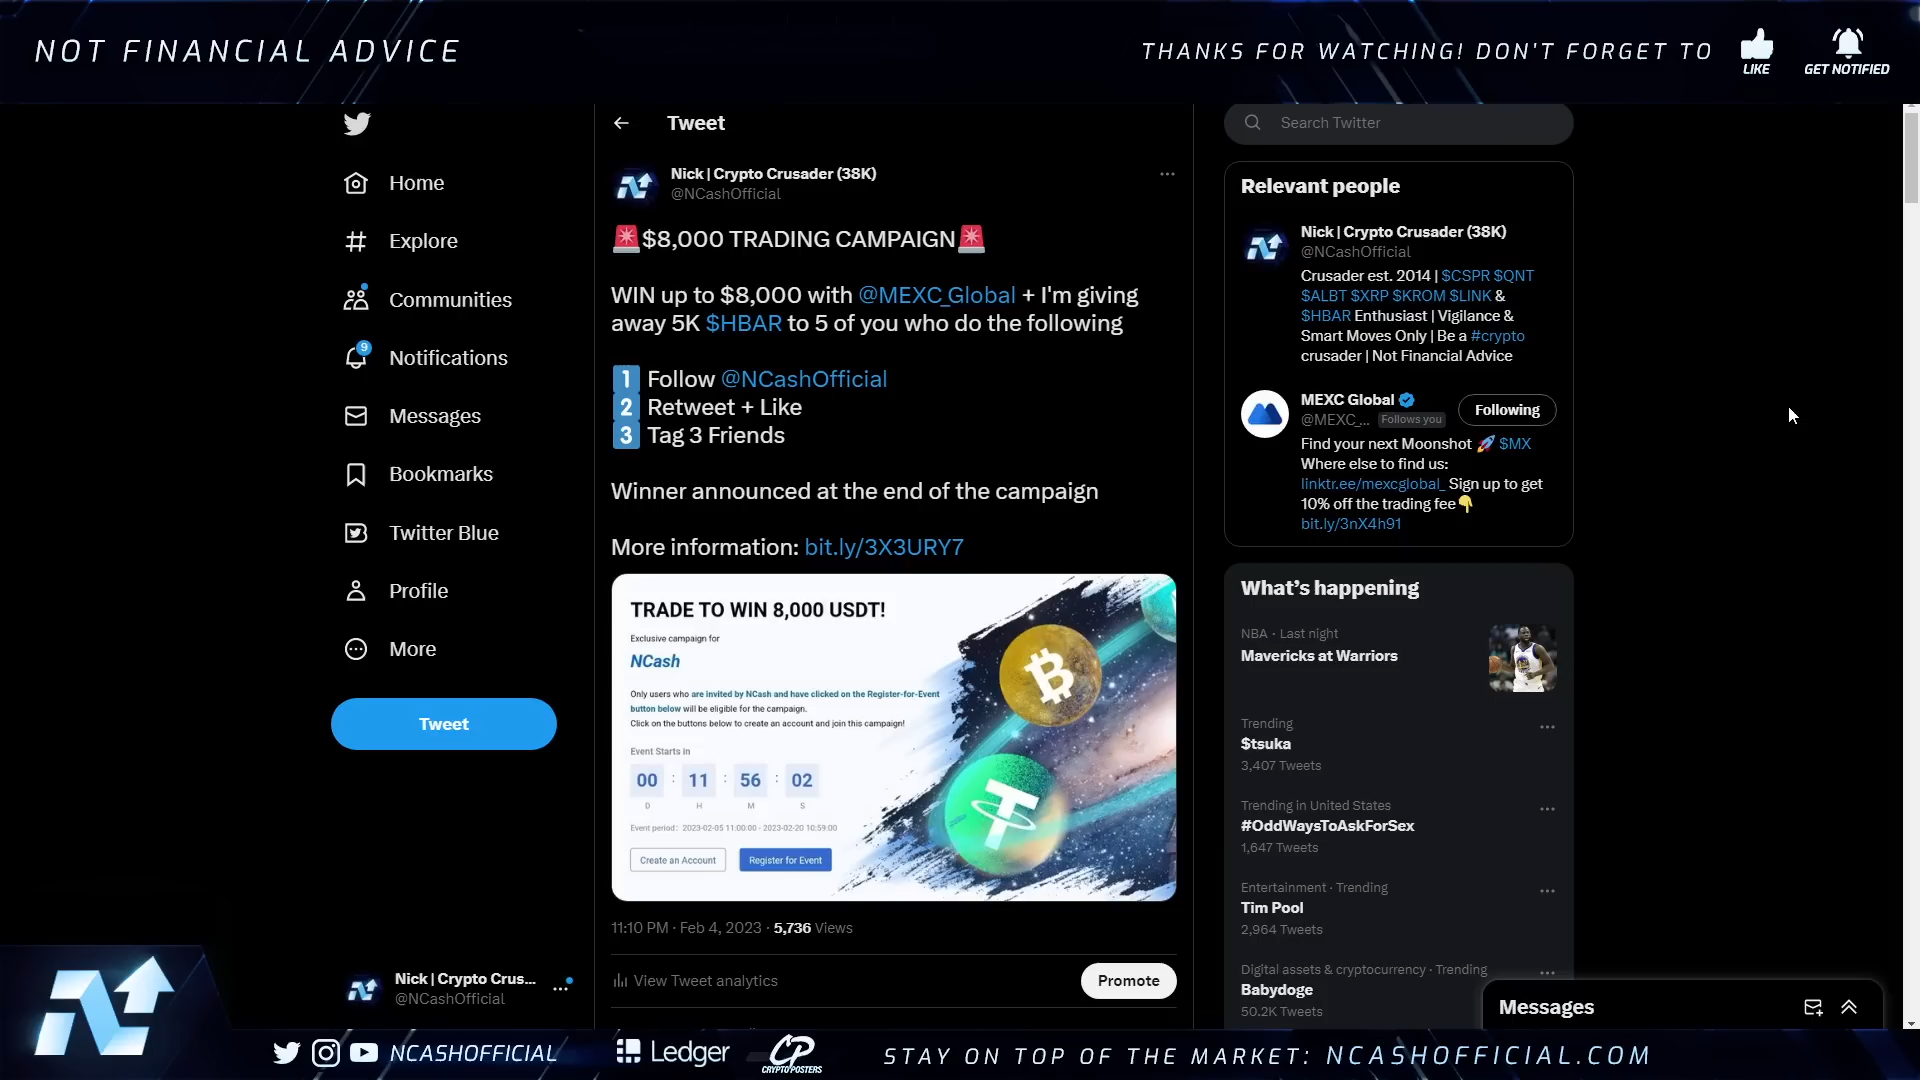 NOT FINANCIAL ADVICE
THANKS FOR WATCHING! DON'T FORGET TO
LIKE
GET NOTIFIED
Home
Explore
Communities
9
Notifications
Messages
Bookmarks
Twitter Blue
Profile
More
Tweet
Nick | Crypto Crus...
@NCashOfficial
Tweet
Nick | Crypto Crusader (38K)
@NCashOfficial
🚨$8,000 TRADING CAMPAIGN🚨
WIN up to $8,000 with @MEXC_Global + I'm giving
away 5K $HBAR to 5 of you who do the following
1 Follow @NCashOfficial
2 Retweet + Like
3 Tag 3 Friends
Winner announced at the end of the campaign
More information: bit.ly/3X3URY7
TRADE TO WIN 8,000 USDT!
Exclusive campaign for
NCash
Only users who are invited by NCash and have clicked on the Register-for-Event
button below will be eligible for the campaign.
Click on the buttons below to create an account and join this campaign!
Event Starts in
00 : 11 : 56 : 02
D H M S
Event period: 2023-02-05 11:00:00 - 2023-02-20 10:59:00
Create an Account
Register for Event
11:10 PM · Feb 4, 2023 · 5,736 Views
View Tweet analytics
Promote
Search Twitter
Relevant people
Nick | Crypto Crusader (38K)
@NCashOfficial
Crusader est. 2014 | $CSPR $QNT
$ALBT $XRP $KROM $LINK &
$HBAR Enthusiast | Vigilance &
Smart Moves Only | Be a #crypto
crusader | Not Financial Advice
MEXC Global
@MEXC_... Follows you
Following
Find your next Moonshot 🚀 $MX
Where else to find us:
linktr.ee/mexcglobal_ Sign up to get
10% off the trading fee👇
bit.ly/3nX4h91
What's happening
NBA · Last night
Mavericks at Warriors
Trending
$tsuka
3,407 Tweets
Trending in United States
#OddWaysToAskForSex
1,647 Tweets
Entertainment · Trending
Tim Pool
2,964 Tweets
Digital assets & cryptocurrency · Trending
Babydoge
50.2K Tweets
Messages
NCASHOFFICIAL
Ledger
CP
CRYPTO POSTERS
STAY ON TOP OF THE MARKET: NCASHOFFICIAL.COM